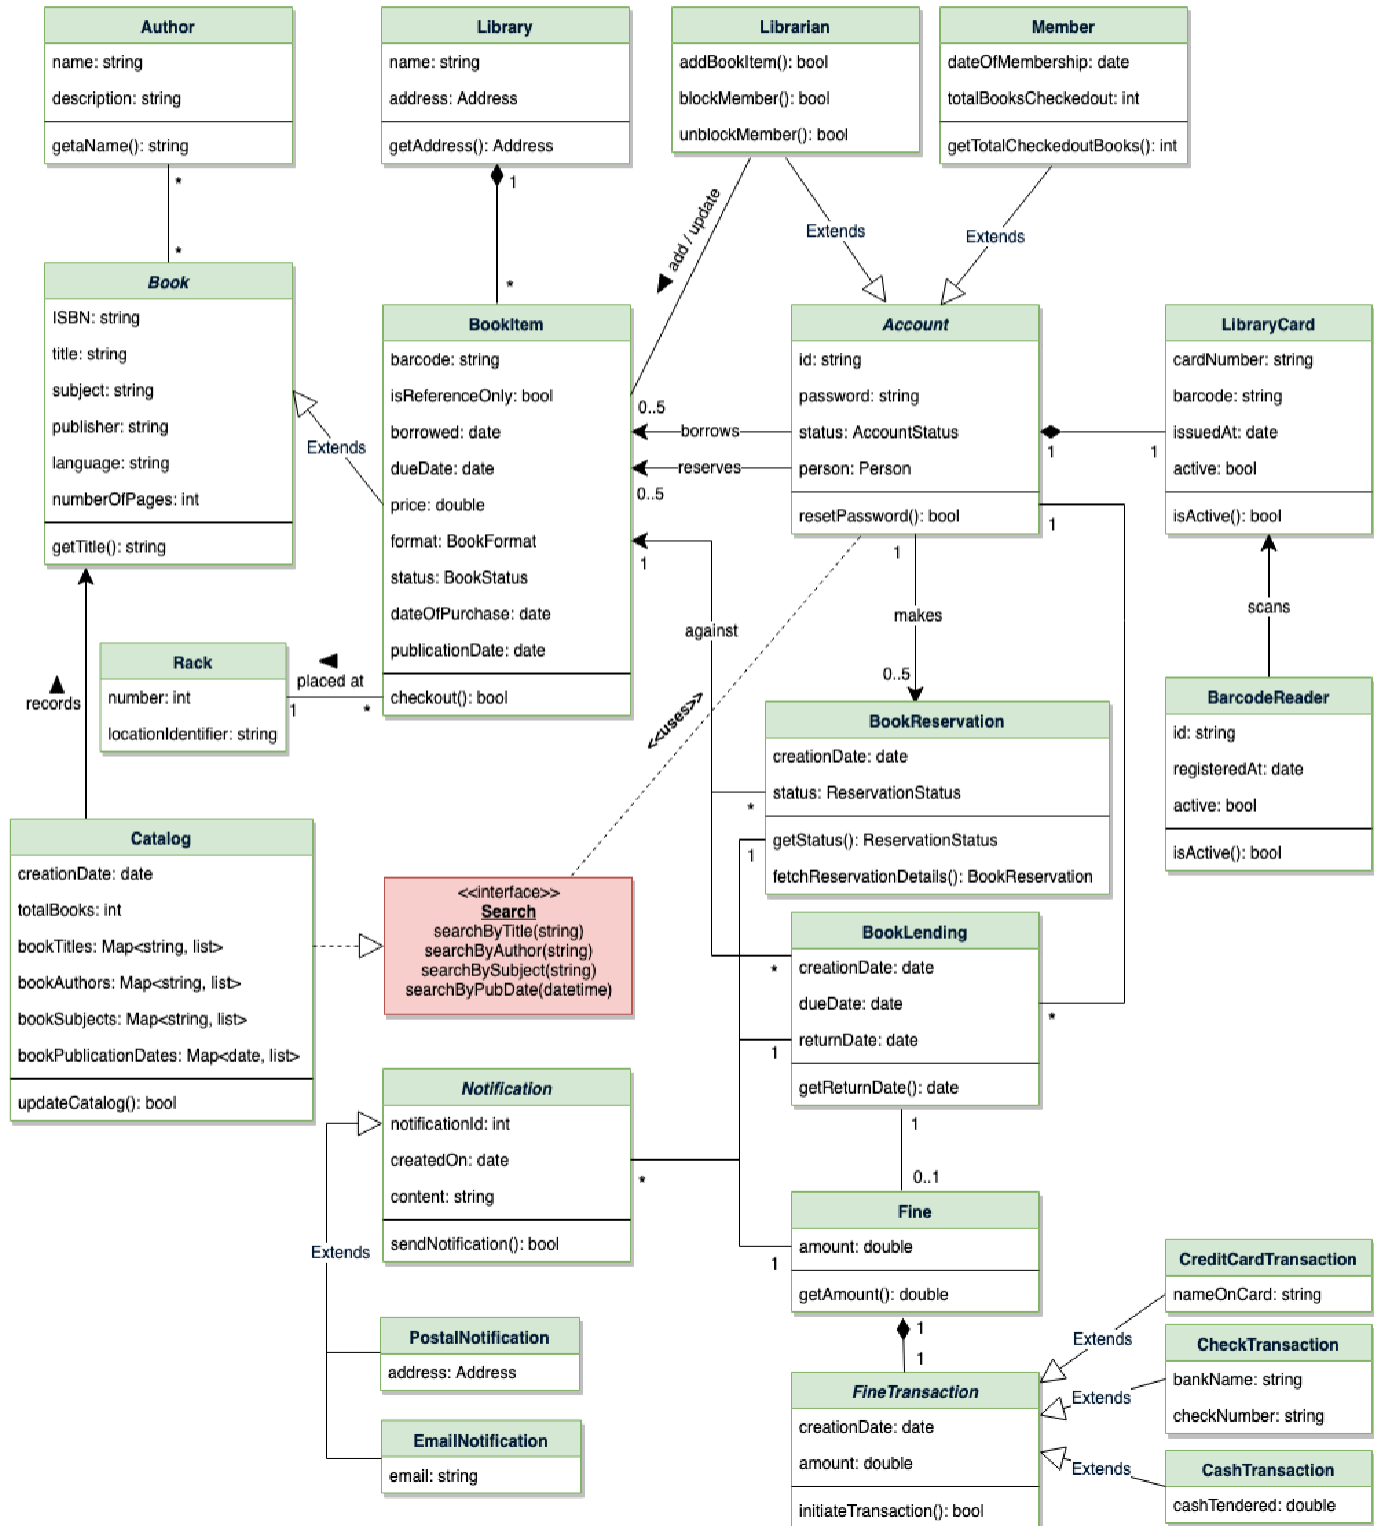 Author
name: string
description: string
getaName(): string
Library
name: string
address: Address
getAddress(): Address
Librarian
addBookItem(): bool
blockMember(): bool
unblockMember(): bool
Member
dateOfMembership: date
totalBooksCheckedout: int
getTotalCheckedoutBooks(): int
*
*
1
*
add / update
Extends
Extends
Book
ISBN: string
title: string
subject: string
publisher: string
language: string
numberOfPages: int
getTitle(): string
Extends
BookItem
barcode: string
isReferenceOnly: bool
borrowed: date
dueDate: date
price: double
format: BookFormat
status: BookStatus
dateOfPurchase: date
publicationDate: date
checkout(): bool
0..5
borrows
reserves
0..5
1
Account
id: string
password: string
status: AccountStatus
person: Person
resetPassword(): bool
1
1
1
LibraryCard
cardNumber: string
barcode: string
issuedAt: date
active: bool
isActive(): bool
scans
BarcodeReader
id: string
registeredAt: date
active: bool
isActive(): bool
1
makes
0..5
against
<<uses>>
Rack
number: int
locationIdentifier: string
placed at
1
*
records
BookReservation
creationDate: date
status: ReservationStatus
getStatus(): ReservationStatus
fetchReservationDetails(): BookReservation
*
1
Catalog
creationDate: date
totalBooks: int
bookTitles: Map<string, list>
bookAuthors: Map<string, list>
bookSubjects: Map<string, list>
bookPublicationDates: Map<date, list>
updateCatalog(): bool
<<interface>>
Search
searchByTitle(string)
searchByAuthor(string)
searchBySubject(string)
searchByPubDate(datetime)
BookLending
creationDate: date
dueDate: date
returnDate: date
getReturnDate(): date
*
1
*
Notification
notificationId: int
createdOn: date
content: string
sendNotification(): bool
*
Extends
1
0..1
Fine
amount: double
getAmount(): double
1
1
1
PostalNotification
address: Address
EmailNotification
email: string
FineTransaction
creationDate: date
amount: double
initiateTransaction(): bool
Extends
Extends
Extends
CreditCardTransaction
nameOnCard: string
CheckTransaction
bankName: string
checkNumber: string
CashTransaction
cashTendered: double